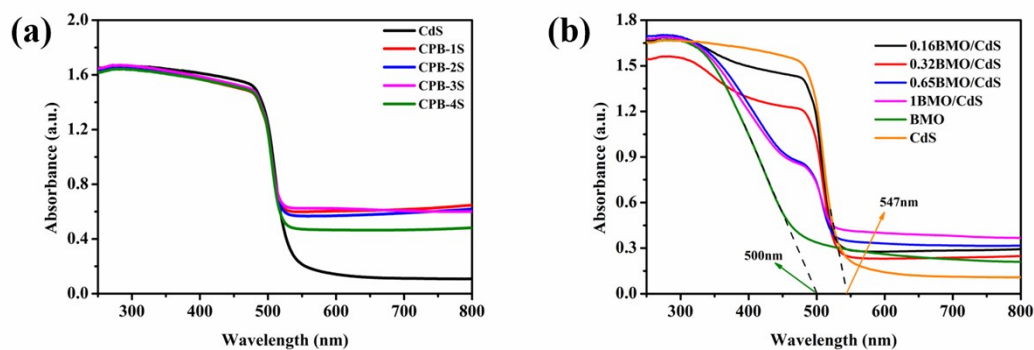 (a)
2.0
1.6
1.2
0.8
0.4
0.0
Absorbance (a.u.)
300 400 500 600 700 800
Wavelength (nm)
CdS
CPB-1S
CPB-2S
CPB-3S
CPB-4S
(b)
1.8
1.5
1.2
0.9
0.6
0.3
0.0
Absorbance (a.u.)
300 400 500 600 700 800
Wavelength (nm)
0.16BMO/CdS
0.32BMO/CdS
0.65BMO/CdS
1BMO/CdS
BMO
CdS
547nm
500nm